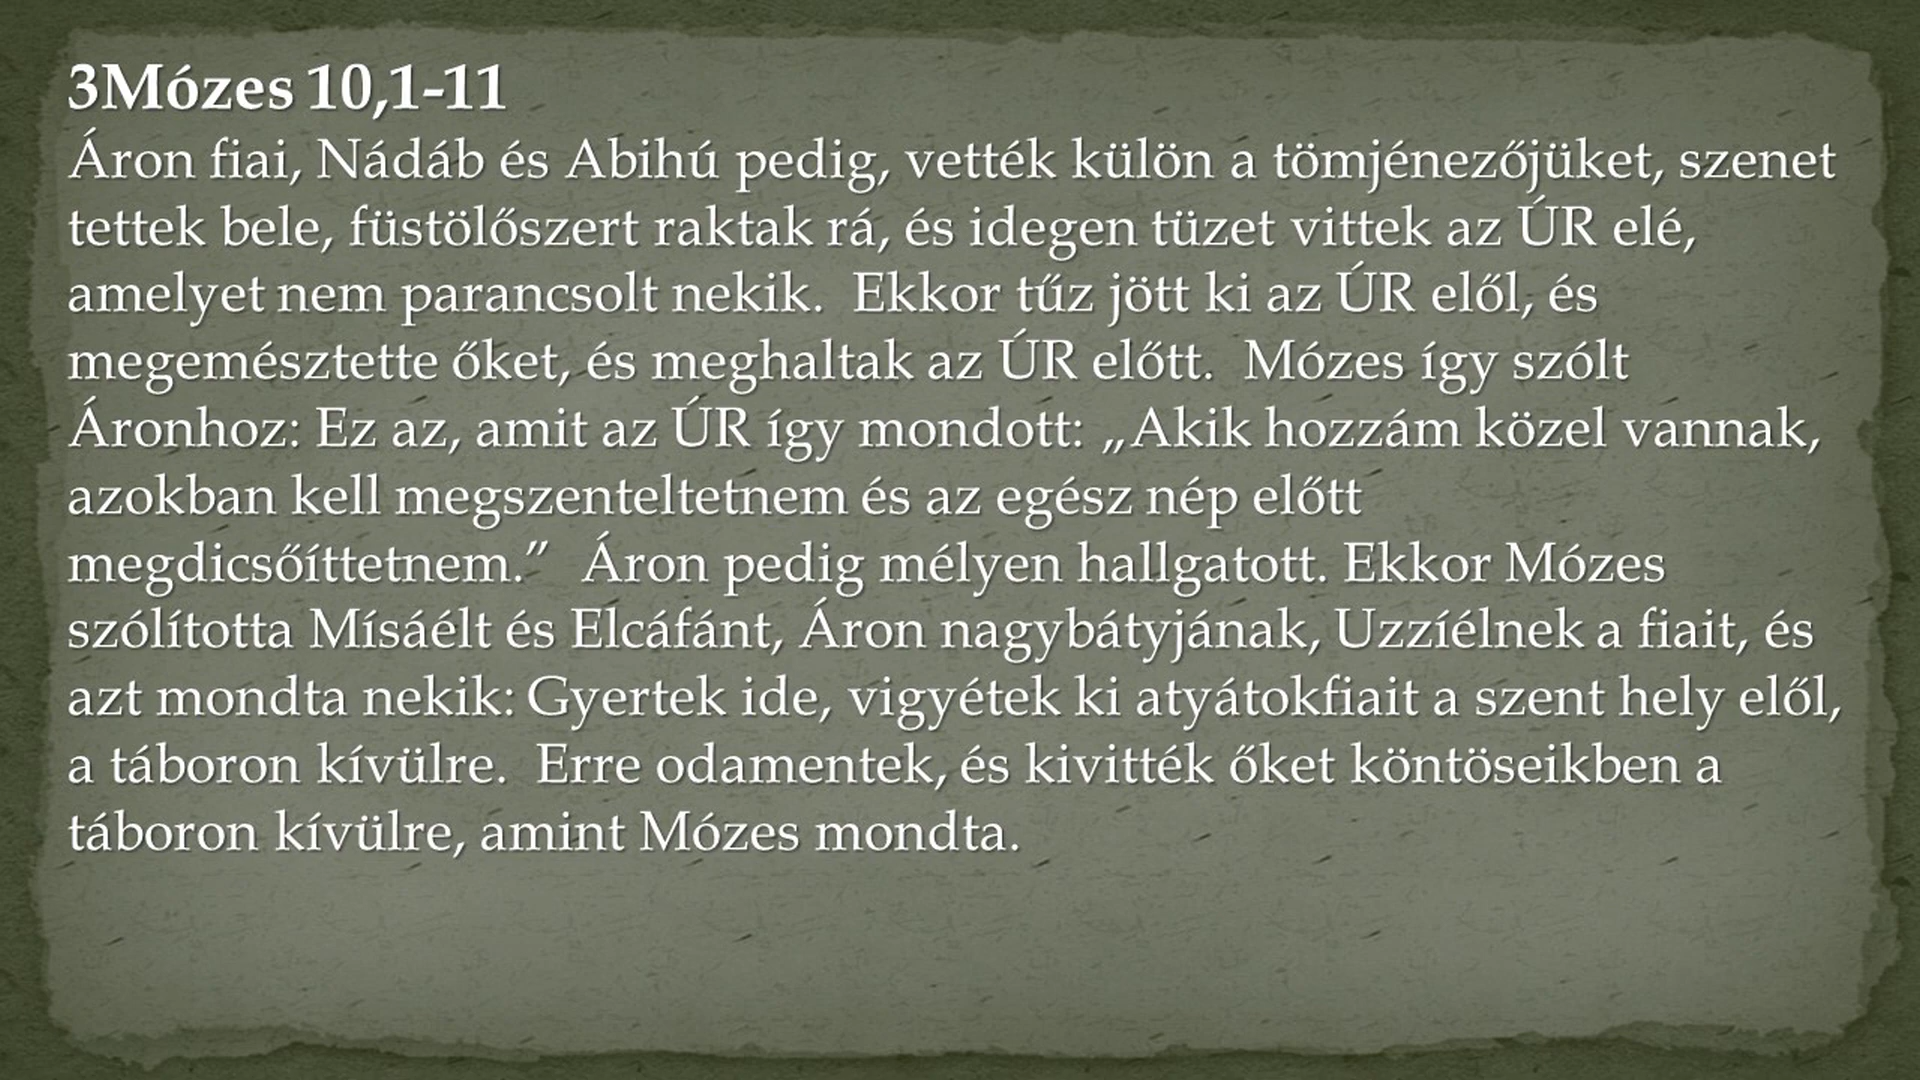 3Mózes 10,1-11
Áron fiai, Nádáb és Abihú pedig, vették külön a tömjénezőjüket, szenet
tettek bele, füstölőszert raktak rá, és idegen tüzet vittek az ÚR elé,
amelyet nem parancsolt nekik.  Ekkor tűz jött ki az ÚR elől, és
megemésztette őket, és meghaltak az ÚR előtt.  Mózes így szólt
Áronhoz: Ez az, amit az ÚR így mondott: „Akik hozzám közel vannak,
azokban kell megszenteltetnem és az egész nép előtt
megdicsőíttetnem.”  Áron pedig mélyen hallgatott. Ekkor Mózes
szólította Mísáélt és Elcáfánt, Áron nagybátyjának, Uzzíélnek a fiait, és
azt mondta nekik: Gyertek ide, vigyétek ki atyátokfiait a szent hely elől,
a táboron kívülre.  Erre odamentek, és kivitték őket köntöseikben a
táboron kívülre, amint Mózes mondta.